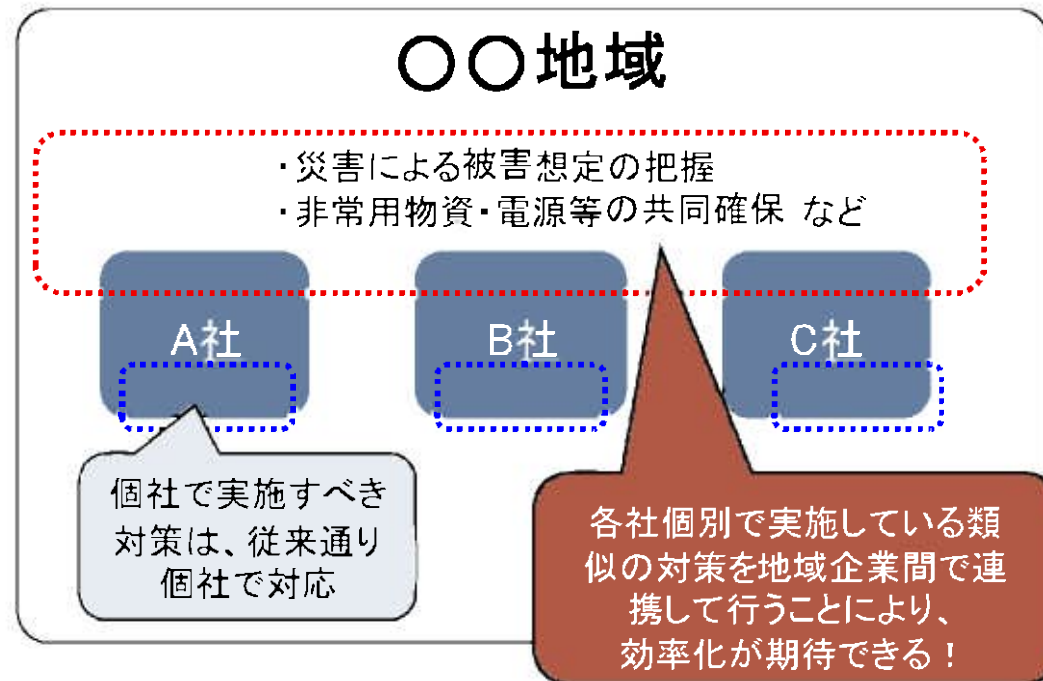 ○○地域
・災害による被害想定の把握
・非常用物資・電源等の共同確保 など
A社
B社
C社
個社で実施すべき
対策は、従来通り
個社で対応
各社個別で実施している類
似の対策を地域企業間で連
携して行うことにより、
効率化が期待できる！